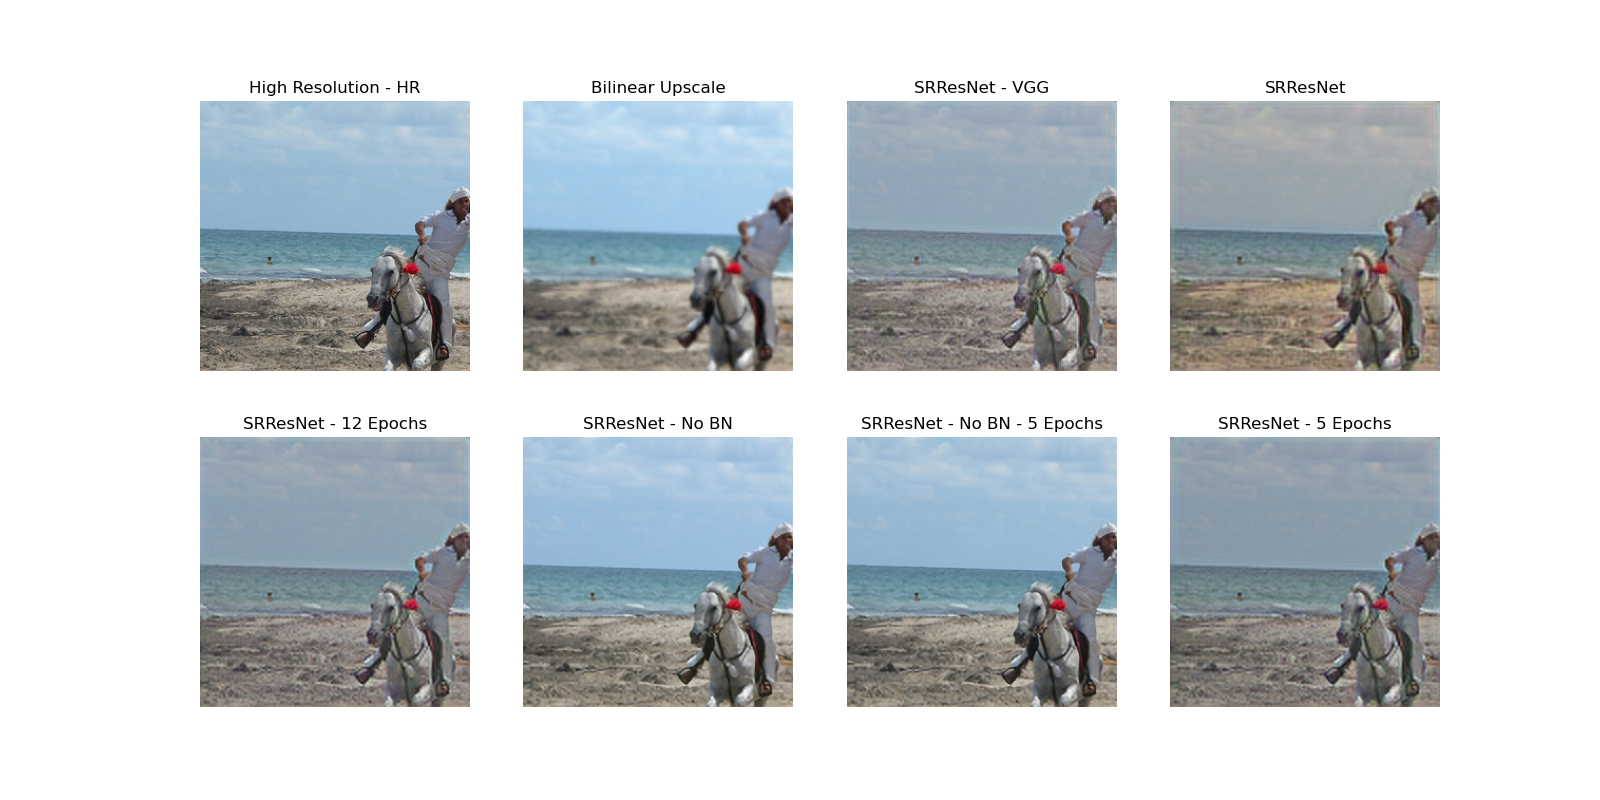 High Resolution - HR
Bilinear Upscale
SRResNet - VGG
SRResNet
SRResNet - 12 Epochs
SRResNet - No BN
SRResNet - No BN - 5 Epochs
SRResNet - 5 Epochs